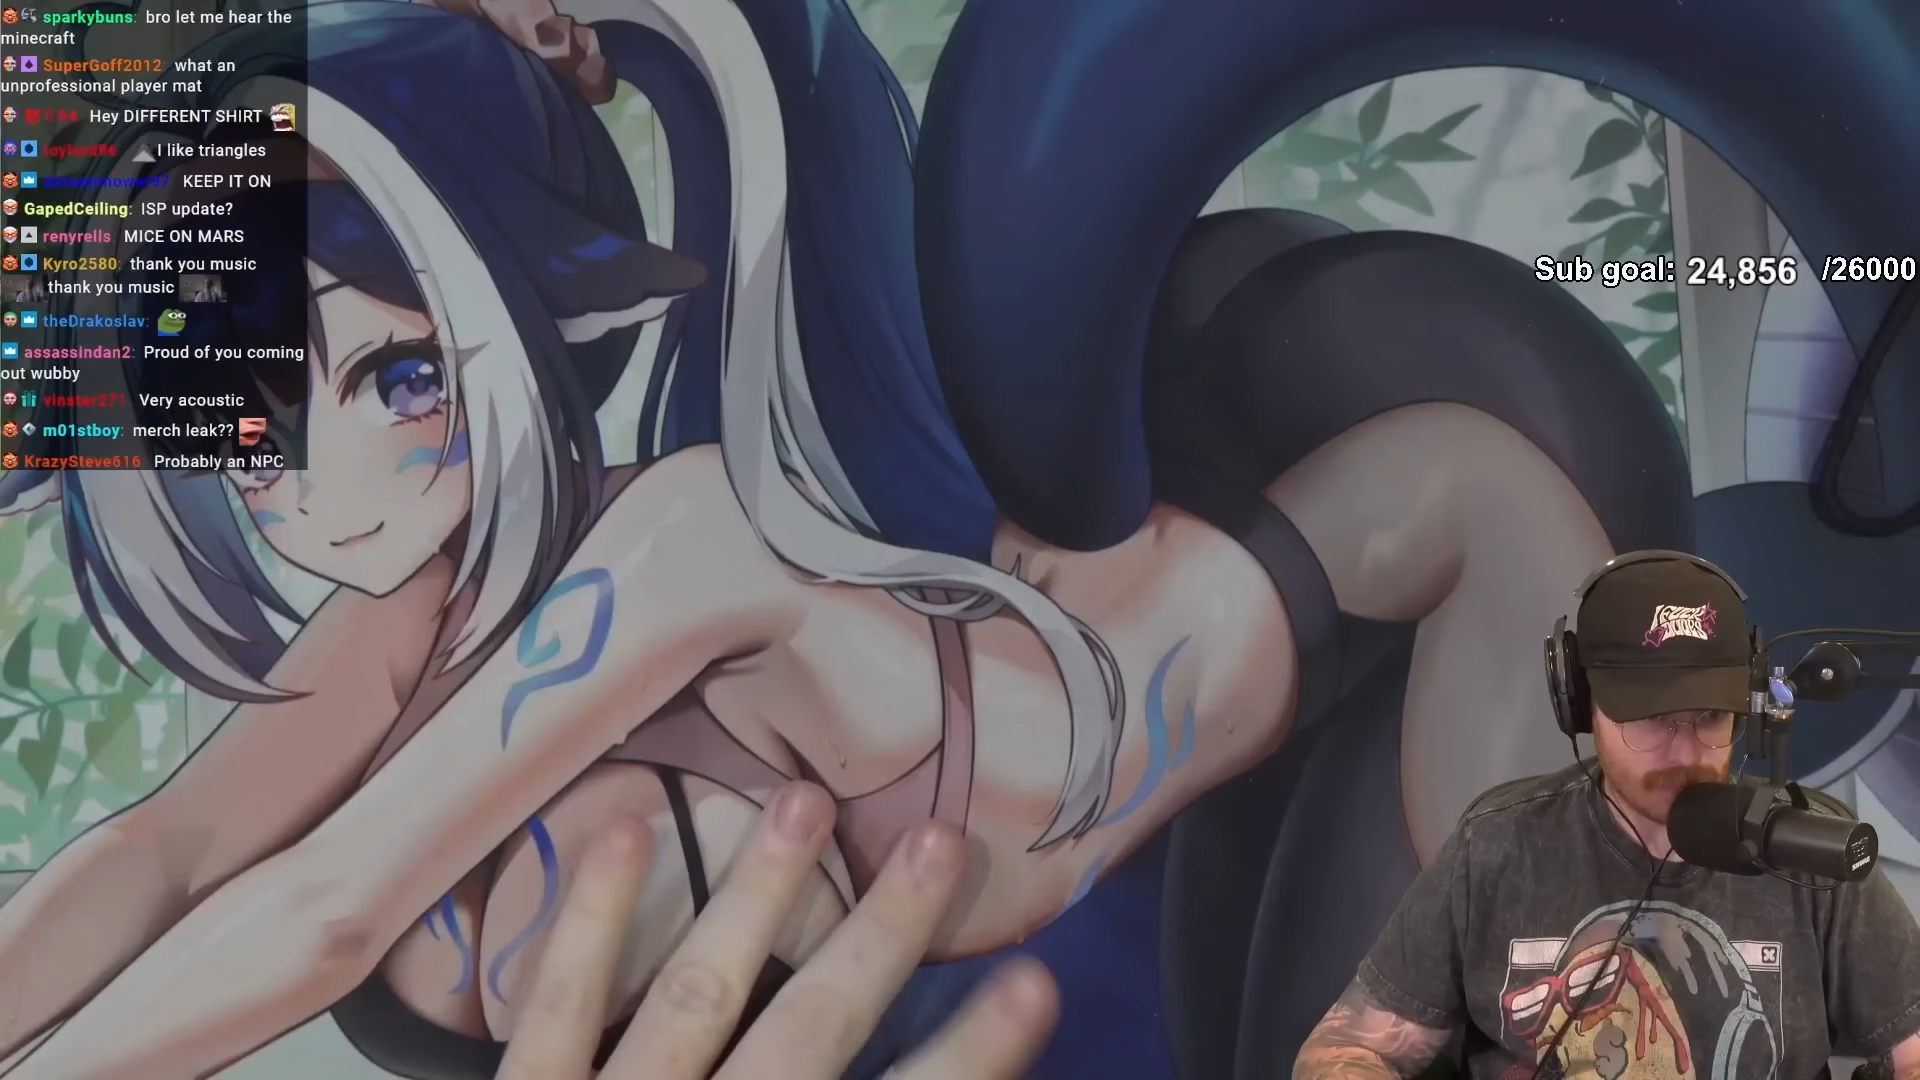 sparkybuns: bro let me hear the
minecraft
SuperGoff2012: what an
unprofessional player mat
Hey DIFFERENT SHIRT
I like triangles
KEEP IT ON
GapedCeiling: ISP update?
renyrells MICE ON MARS
Kyro2580: thank you music
thank you music
theDrakoslav:
assassindan2: Proud of you coming
out wubby
vinster271 Very acoustic
m01stboy: merch leak??
KrazySteve616 Probably an NPC
Sub goal: 24,856 /26000
SHURE